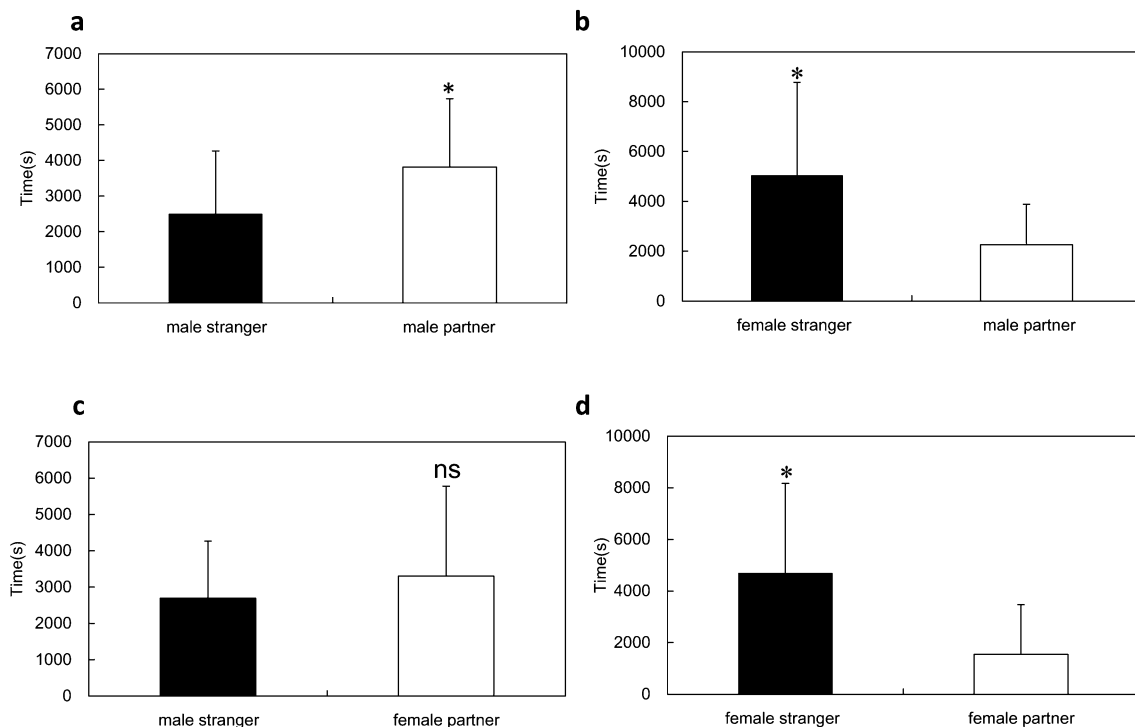 a
7000
6000
5000
4000
3000
2000
1000
0
Time(s)
*
male stranger
male partner
b
10000
8000
6000
4000
2000
0
Time(s)
*
female stranger
male partner
c
7000
6000
5000
4000
3000
2000
1000
0
Time(s)
ns
male stranger
female partner
d
10000
8000
6000
4000
2000
0
Time(s)
*
female stranger
female partner